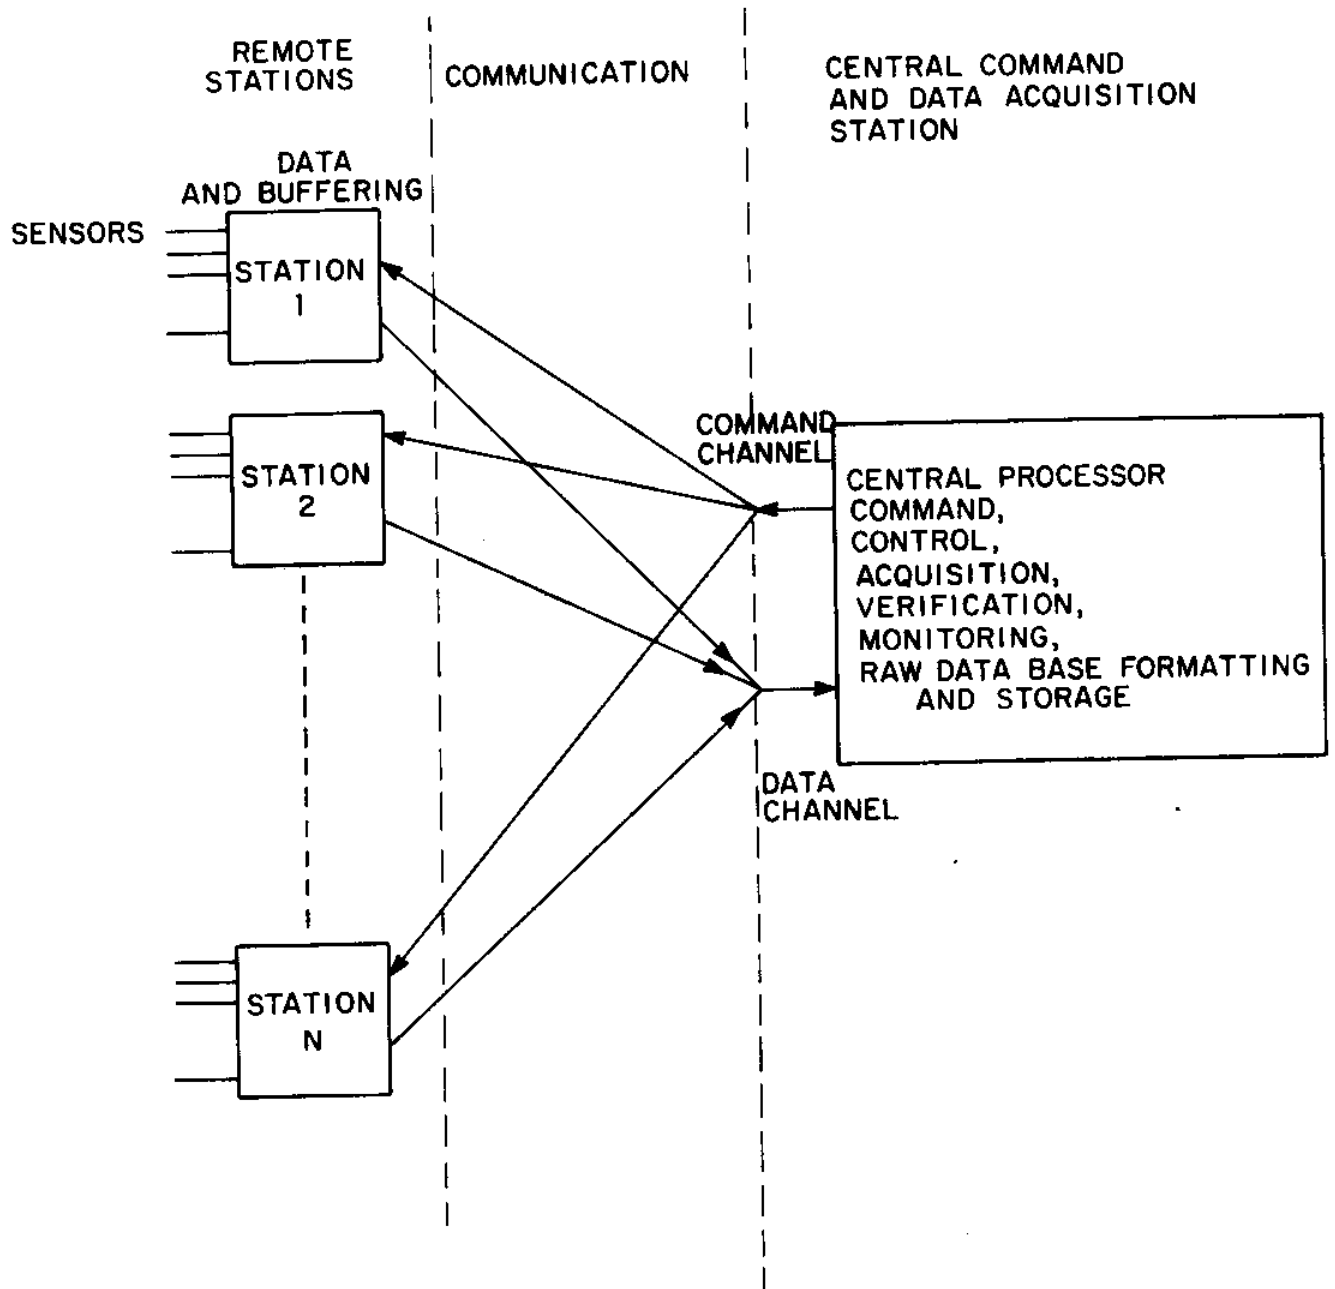 REMOTE
STATIONS
COMMUNICATION
CENTRAL COMMAND
AND DATA ACQUISITION
STATION
DATA
AND BUFFERING
SENSORS
STATION
1
STATION
2
STATION
N
COMMAND
CHANNEL
CENTRAL PROCESSOR
COMMAND,
CONTROL,
ACQUISITION,
VERIFICATION,
MONITORING,
RAW DATA BASE FORMATTING
AND STORAGE
DATA
CHANNEL